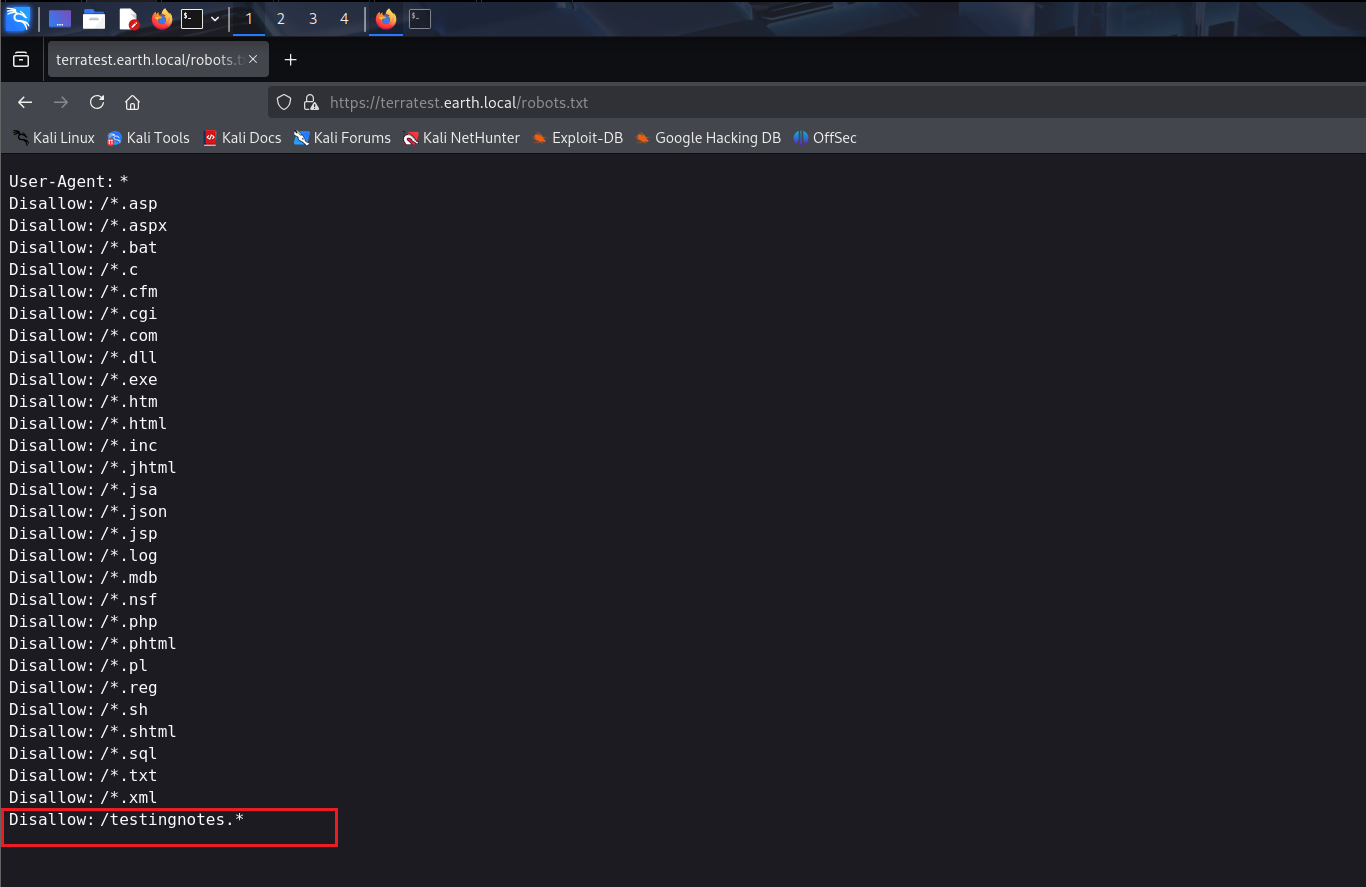 1 2 3 4
terratest.earth.local/robots.t
https://terratest.earth.local/robots.txt
Kali Linux Kali Tools Kali Docs Kali Forums Kali NetHunter Exploit-DB Google Hacking DB OffSec
User-Agent: *
Disallow: /*.asp
Disallow: /*.aspx
Disallow: /*.bat
Disallow: /*.c
Disallow: /*.cfm
Disallow: /*.cgi
Disallow: /*.com
Disallow: /*.dll
Disallow: /*.exe
Disallow: /*.htm
Disallow: /*.html
Disallow: /*.inc
Disallow: /*.jhtml
Disallow: /*.jsa
Disallow: /*.json
Disallow: /*.jsp
Disallow: /*.log
Disallow: /*.mdb
Disallow: /*.nsf
Disallow: /*.php
Disallow: /*.phtml
Disallow: /*.pl
Disallow: /*.reg
Disallow: /*.sh
Disallow: /*.shtml
Disallow: /*.sql
Disallow: /*.txt
Disallow: /*.xml
Disallow: /testingnotes.*